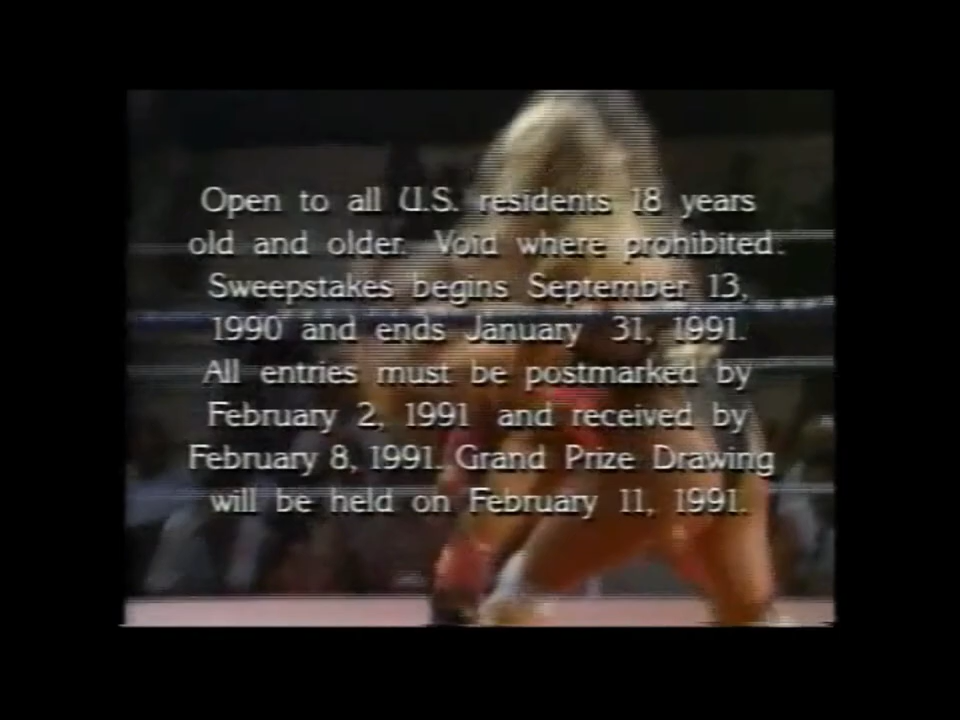 Open to all U.S. residents 18 years
old and older. Void where prohibited.
Sweepstakes begins September 13,
1990 and ends January 31, 1991.
All entries must be postmarked by
February 2, 1991 and received by
February 8, 1991. Grand Prize Drawing
will be held on February 11, 1991.